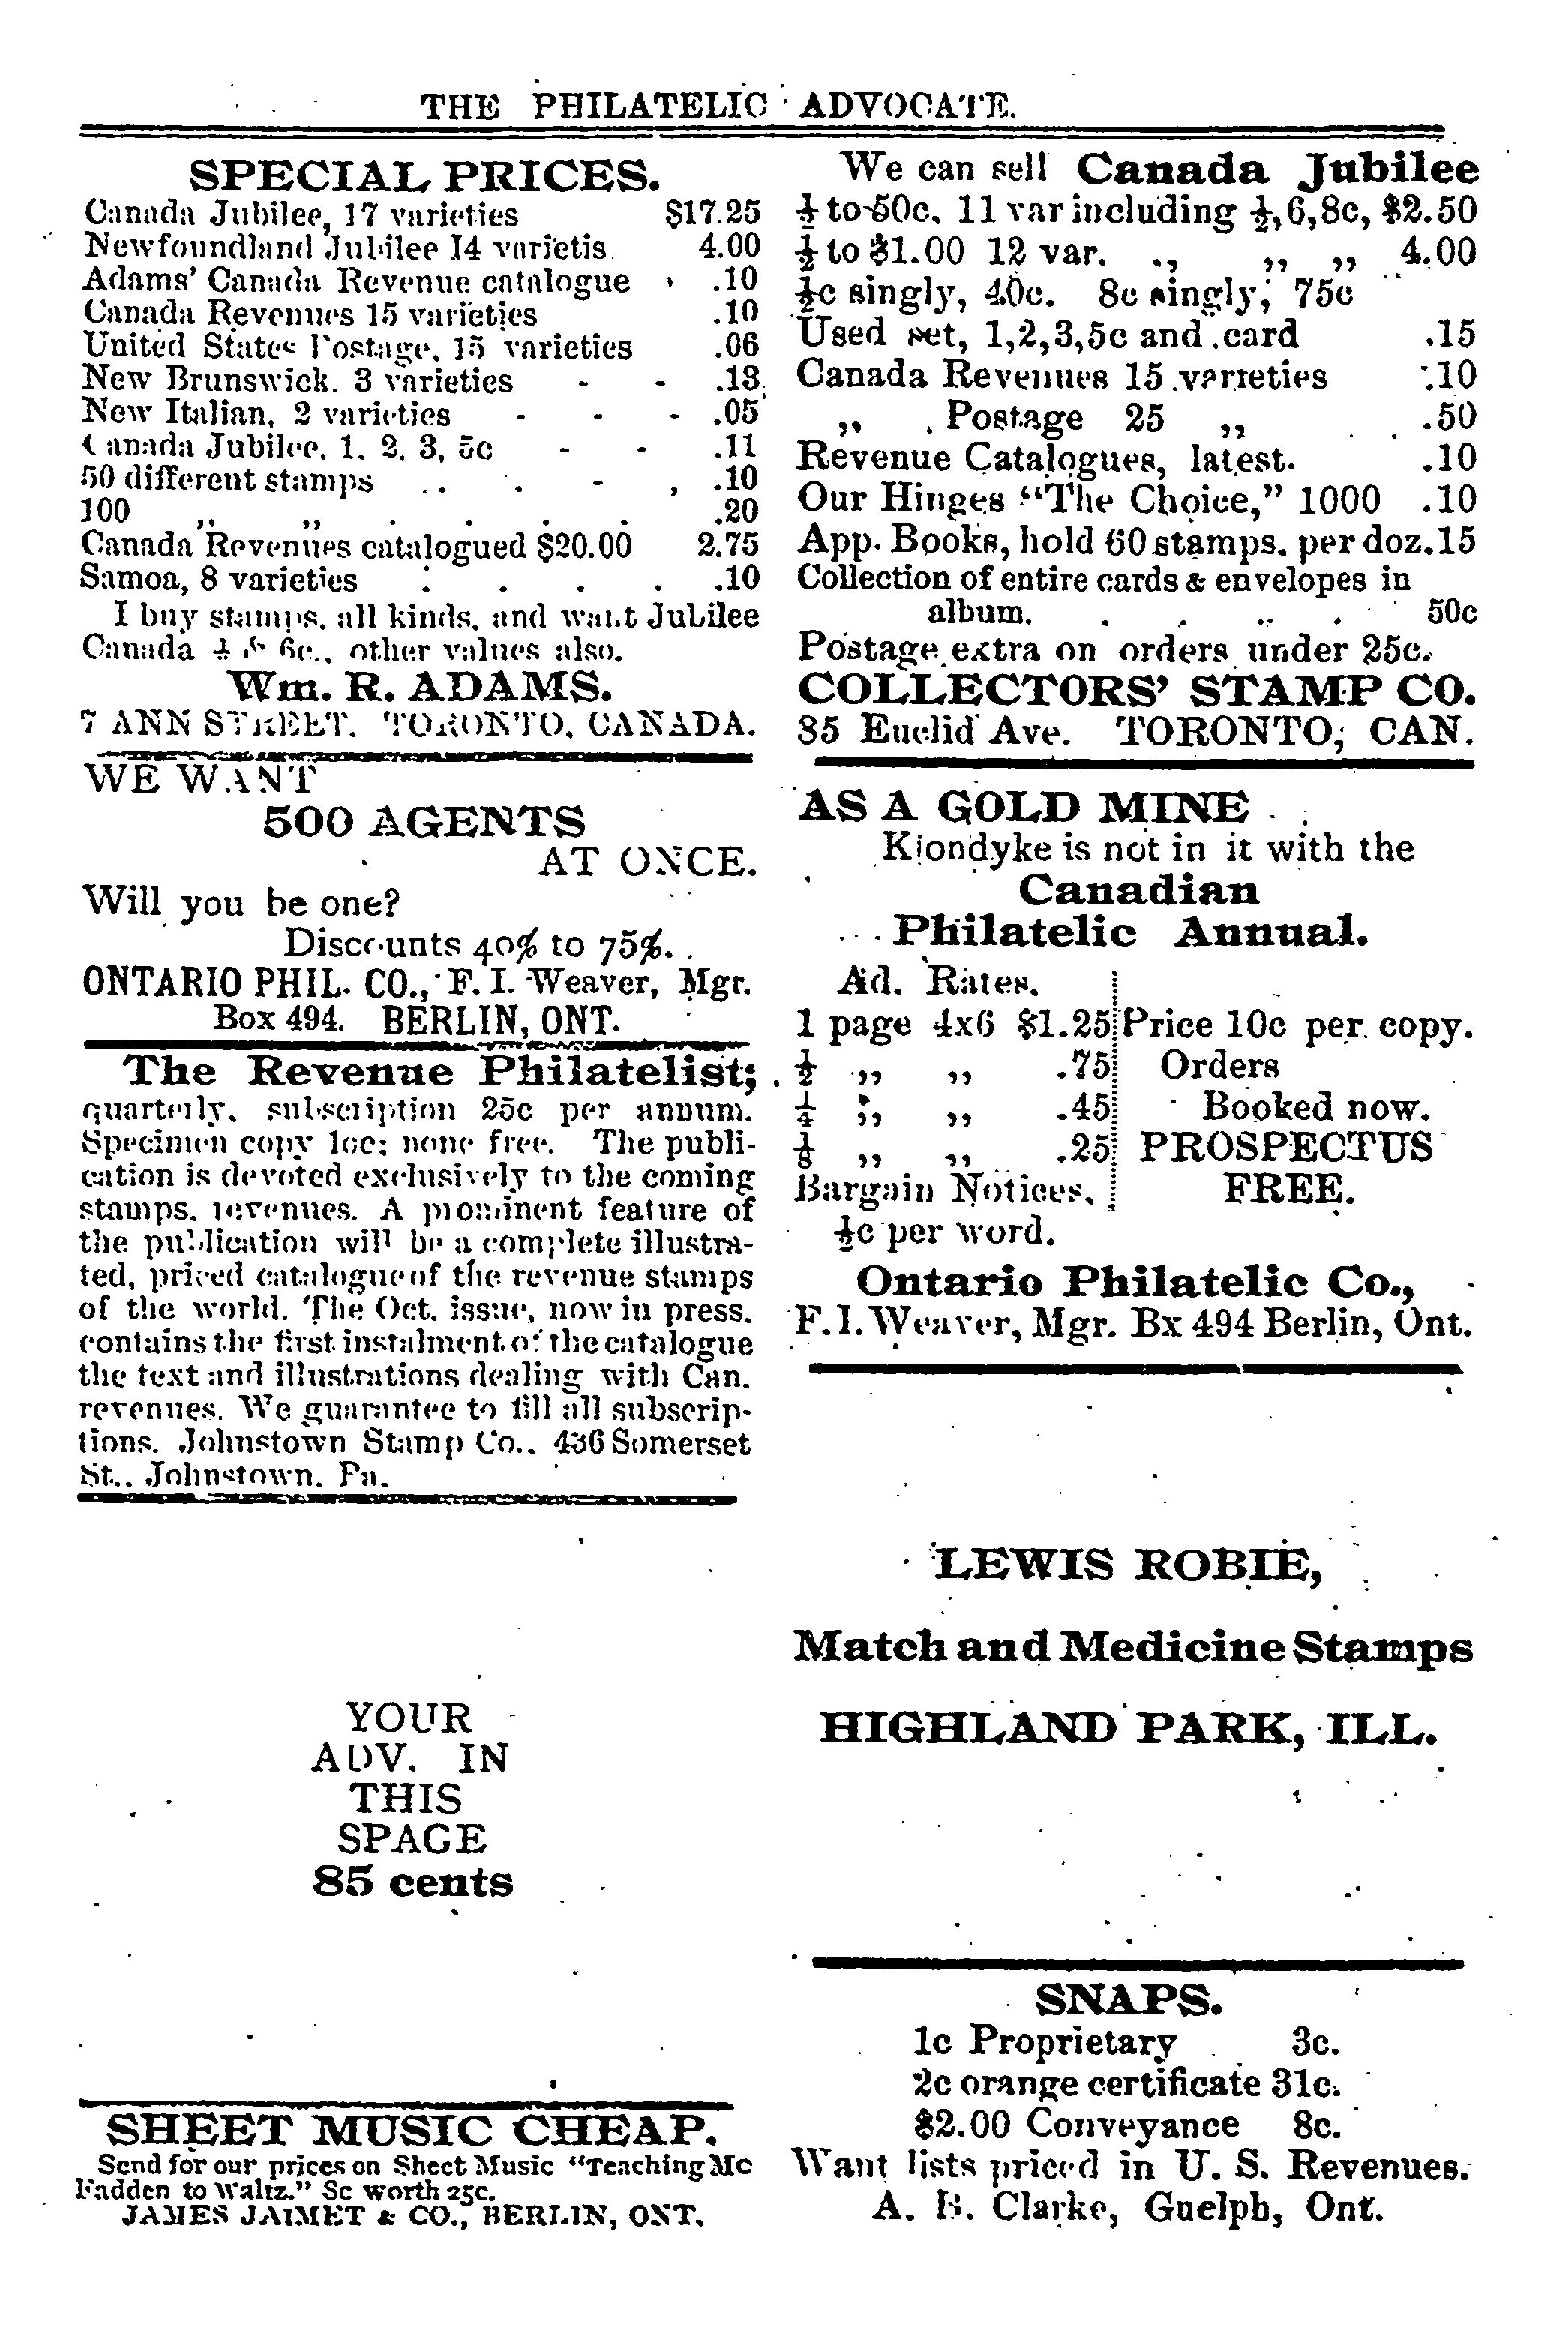 THE PHILATELIC ADVOCATE.
SPECIAL PRICES.
Canada Jubilee, 17 varieties $17.25
Newfoundland Jubilee 14 varietis 4.00
Adams' Canada Revenue catalogue .10
Canada Revenues 15 varieties .10
United States Postage, 15 varieties .06
New Brunswick. 3 varieties - - .13
New Italian, 2 varieties - - - .05
Canada Jubilee, 1, 2, 3, 5c - - .11
50 different stamps .. . - , .10
100 ,, ,, . . . . .20
Canada Revenues catalogued $20.00 2.75
Samoa, 8 varieties . . . . .10
I buy stamps, all kinds, and want Jubilee
Canada ½ 6c., other values also.
Wm. R. ADAMS.
7 ANN STREET. TORONTO, CANADA.
WE WANT
500 AGENTS
AT ONCE.
Will you be one?
Discounts 40% to 75%.
ONTARIO PHIL. CO., F. I. Weaver, Mgr.
Box 494. BERLIN, ONT.
The Revenue Philatelist;
quarterly, subscription 25c per annum.
Specimen copy 10c; none free. The publi-
cation is devoted exclusively to the coming
stamps, revenues. A prominent feature of
the publication will be a complete illustra-
ted, priced catalogue of the revenue stamps
of the world. The Oct. issue, now in press.
contains the first instalment of the catalogue
the text and illustrations dealing with Can.
revenues. We guarantee to fill all subscrip-
tions. Johnstown Stamp Co., 436 Somerset
St., Johnstown. Pa.
YOUR
ADV. IN
THIS
SPACE
85 cents
SHEET MUSIC CHEAP.
Send for our prices on Sheet Music "Teaching Mc
Fadden to Waltz." Sc worth 25c.
JAMES JAIMET & CO., BERLIN, ONT.
We can sell Canada Jubilee
½ to 50c, 11 var including ½,6,8c, $2.50
½ to $1.00 12 var. ,, ,, ,, 4.00
½c singly, 40c. 8c singly, 75c
Used set, 1,2,3,5c and card .15
Canada Revenues 15 varieties .10
,, Postage 25 ,, .50
Revenue Catalogues, latest. .10
Our Hinges "The Choice," 1000 .10
App. Books, hold 60 stamps, per doz. 15
Collection of entire cards & envelopes in
album. . . .. . 50c
Postage extra on orders under 25c.
COLLECTORS' STAMP CO.
35 Euclid Ave. TORONTO, CAN.
AS A GOLD MINE
Klondyke is not in it with the
Canadian
Philatelic Annual.
Ad. Rates.
1 page 4x6 $1.25 Price 10c per copy.
½ ,, ,, .75 Orders
¼ ,, ,, .45 Booked now.
⅛ ,, ,, .25 PROSPECTUS
Bargain Notices. FREE.
½c per word.
Ontario Philatelic Co.,
F. I. Weaver, Mgr. Bx 494 Berlin, Ont.
LEWIS ROBIE,
Match and Medicine Stamps
HIGHLAND PARK, ILL.
SNAPS.
1c Proprietary 3c.
2c orange certificate 31c.
$2.00 Conveyance 8c.
Want lists priced in U. S. Revenues.
A. B. Clarke, Guelph, Ont.